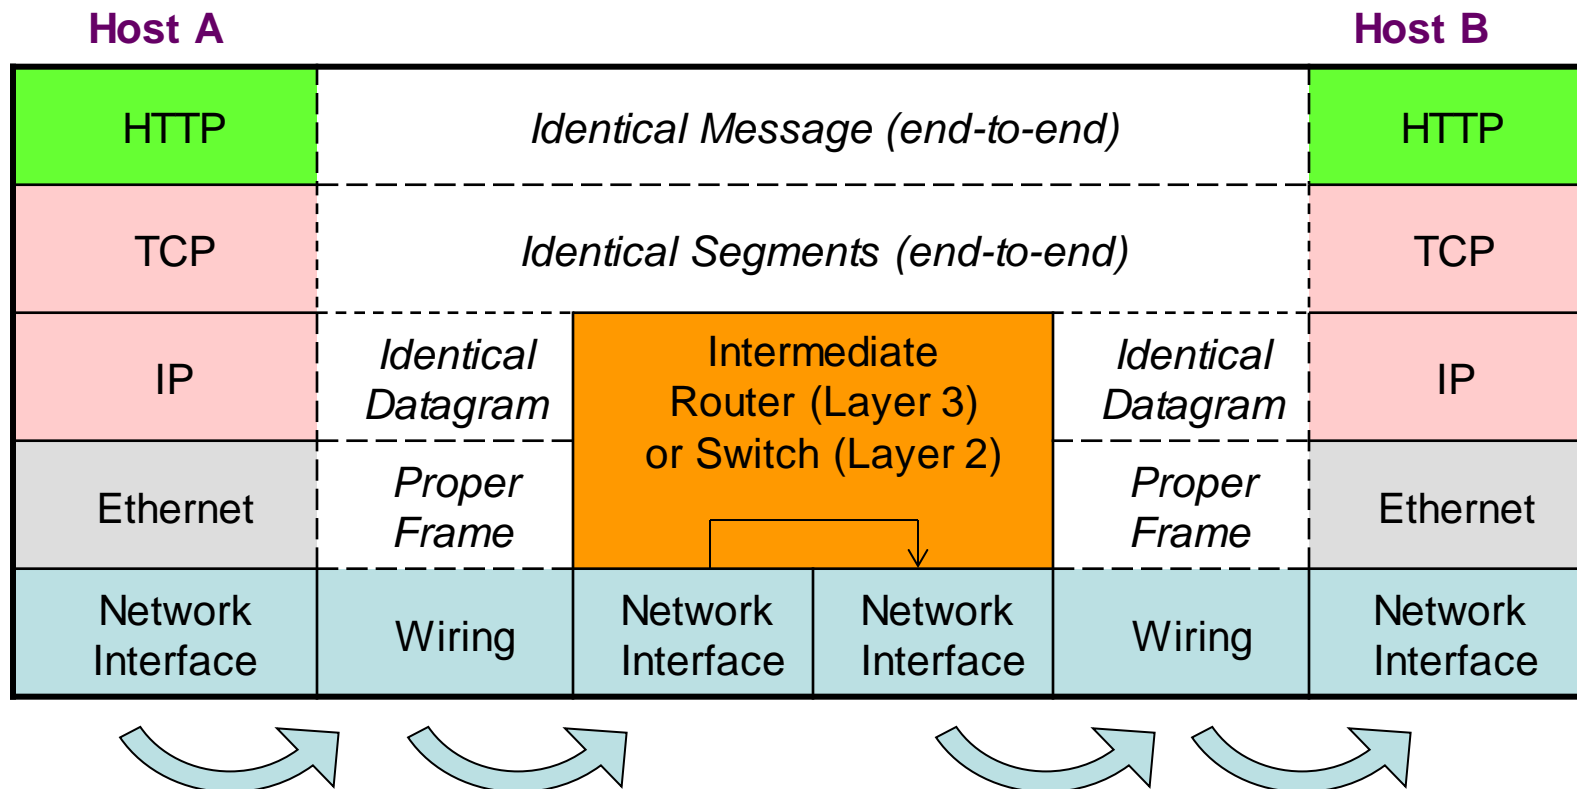 Host A
Host B
HTTP
Identical Message (end-to-end)
HTTP
TCP
Identical Segments (end-to-end)
TCP
IP
Identical
Datagram
Intermediate
Router (Layer 3)
or Switch (Layer 2)
Identical
Datagram
IP
Ethernet
Proper
Frame
Proper
Frame
Ethernet
Network
Interface
Wiring
Network
Interface
Network
Interface
Wiring
Network
Interface